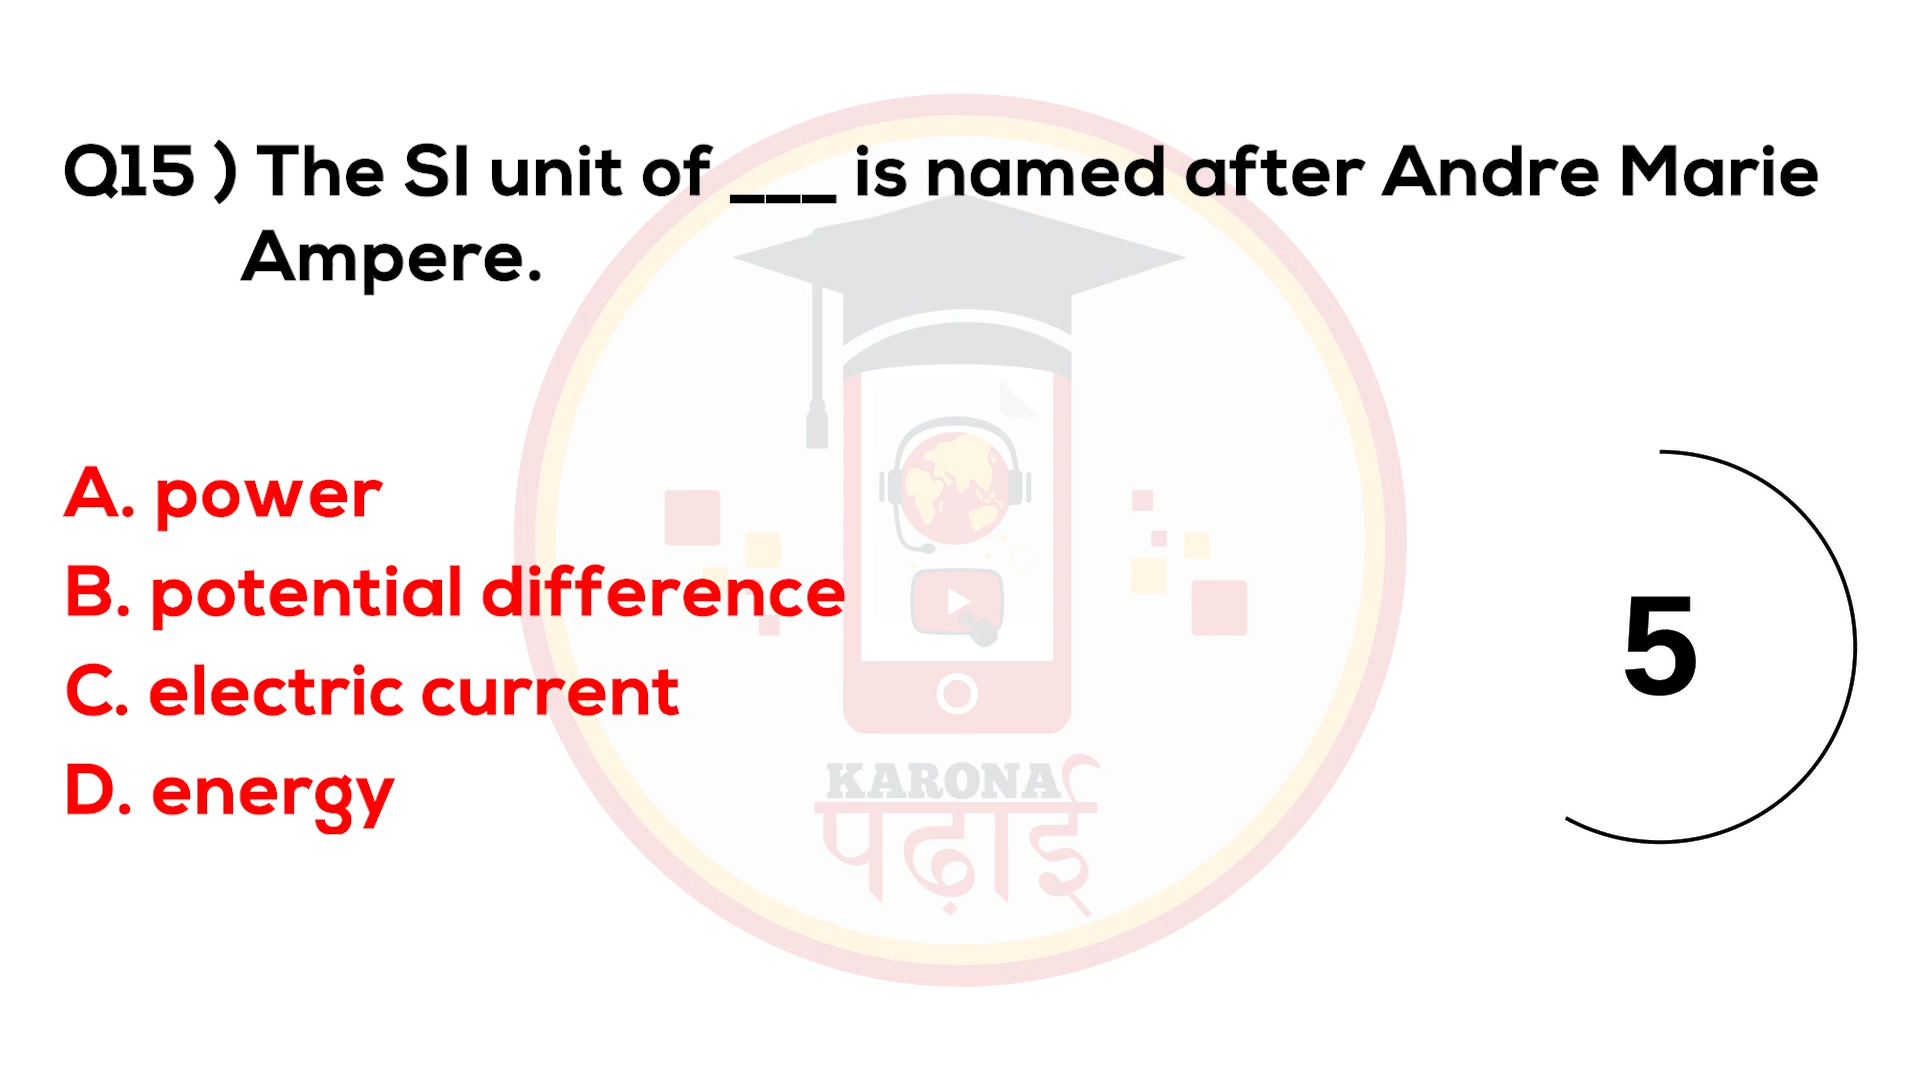 Q15 ) The SI unit of ___ is named after Andre Marie
Ampere.
A. power
B. potential difference
C. electric current
D. energy
5
KARONA
पढ़ाई